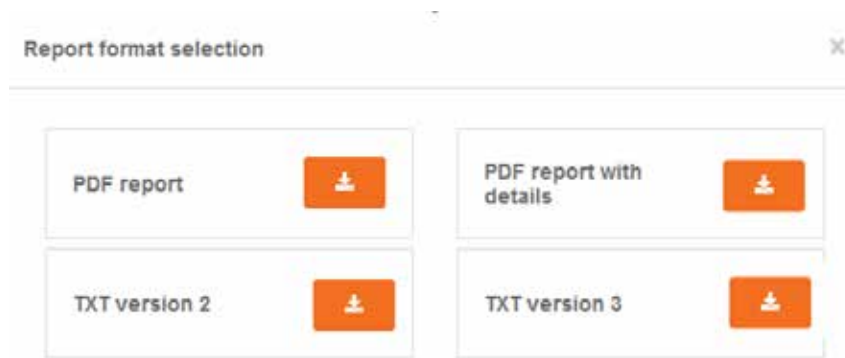 Report format selection
PDF report
PDF report with
details
TXT version 2
TXT version 3